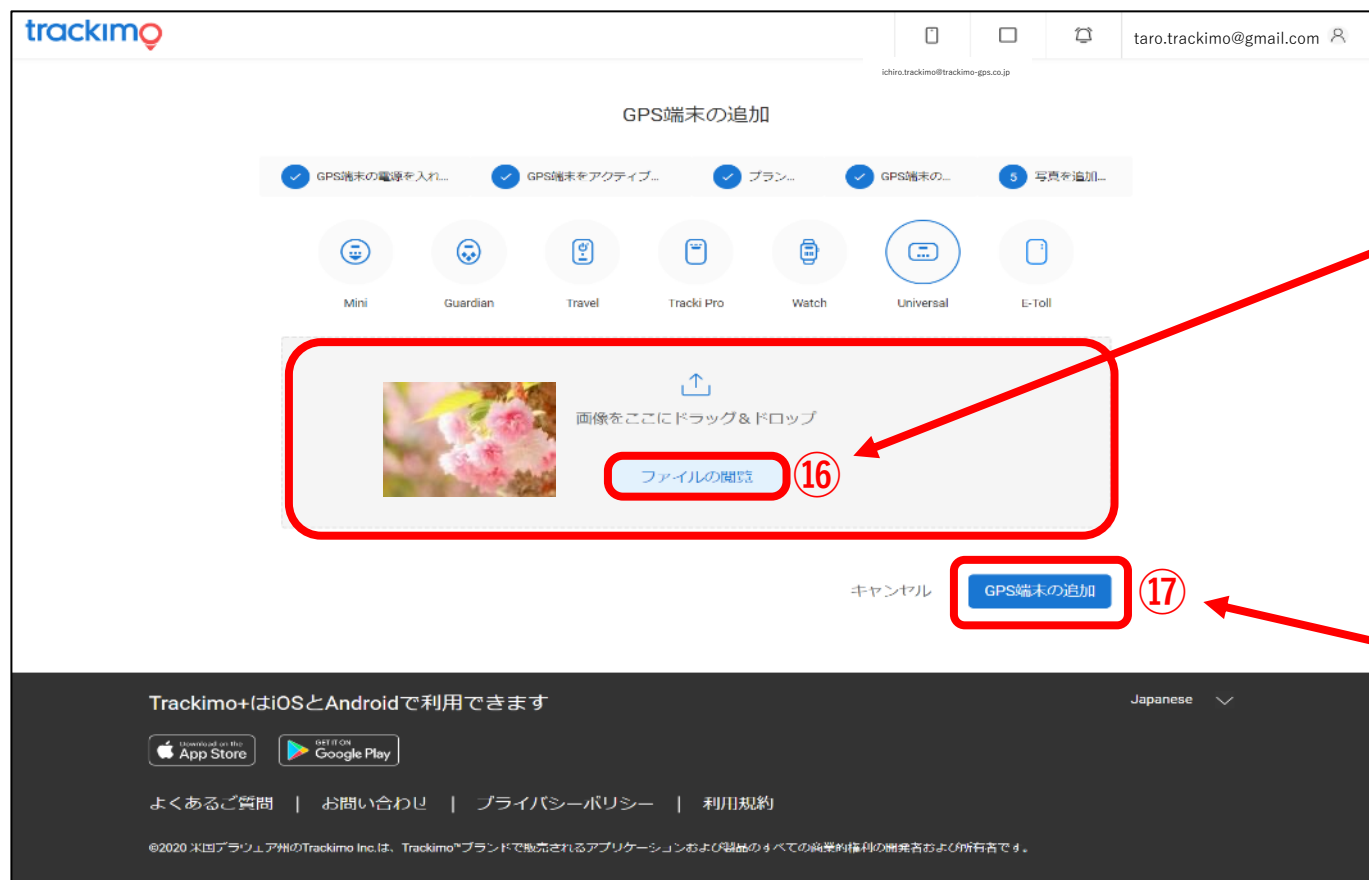 trackimo
taro.trackimo@gmail.com
ichiro.trackimo@trackimo-gps.co.jp
GPS端末の追加
GPS端末の電源を入れ...
GPS端末をアクティブ...
プラン...
GPS端末の...
5 写真を追加...
Mini
Guardian
Travel
Tracki Pro
Watch
Universal
E-Toll
画像をここにドラッグ&ドロップ
ファイルの閲覧
⑯
キャンセル
GPS端末の追加
⑰
Trackimo+はiOSとAndroidで利用できます
Japanese
Download on the
App Store
GET IT ON
Google Play
よくあるご質問 | お問い合わせ | プライバシーポリシー | 利用規約
©2020 米国デラウェア州のTrackimo Inc.は、Trackimo™ブランドで販売されるアプリケーションおよび製品のすべての商業的権利の開発者および所有者です。